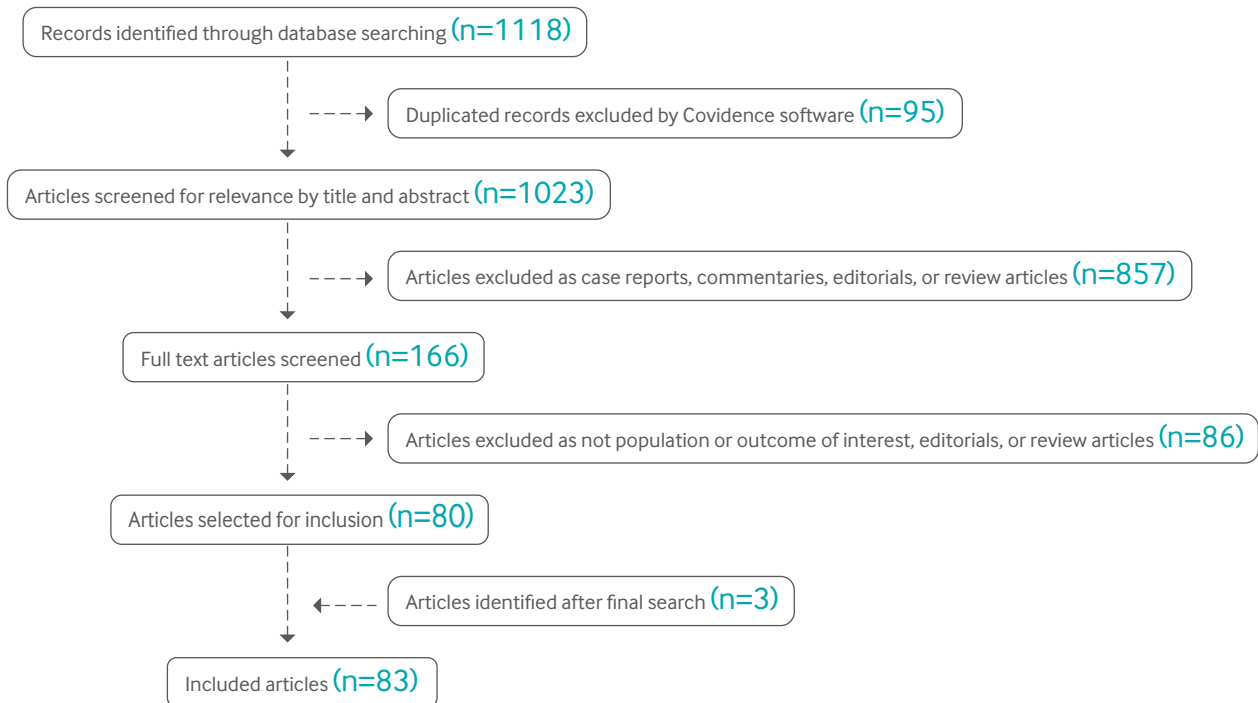 Records identified through database searching (n=1118)
Duplicated records excluded by Covidence software (n=95)
Articles screened for relevance by title and abstract (n=1023)
Articles excluded as case reports, commentaries, editorials, or review articles (n=857)
Full text articles screened (n=166)
Articles excluded as not population or outcome of interest, editorials, or review articles (n=86)
Articles selected for inclusion (n=80)
Articles identified after final search (n=3)
Included articles (n=83)